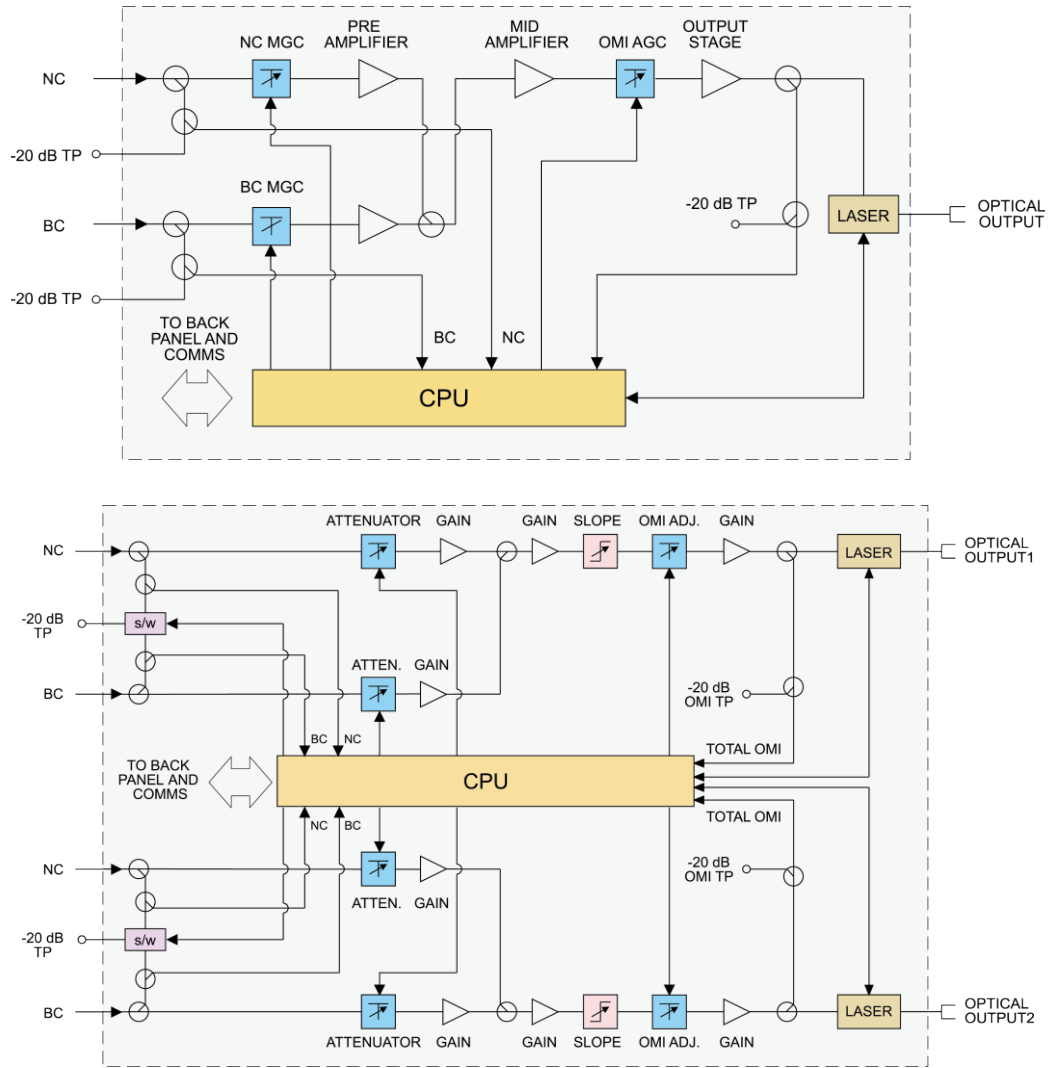 PRE
AMPLIFIER
MID
AMPLIFIER
OUTPUT
STAGE
NC MGC
OMI AGC
NC
-20 dB TP
BC MGC
BC
-20 dB TP
-20 dB TP
LASER
OPTICAL
OUTPUT
TO BACK
PANEL AND
COMMS
BC
NC
CPU
ATTENUATOR
GAIN
GAIN
SLOPE
OMI ADJ.
GAIN
NC
LASER
OPTICAL
OUTPUT1
-20 dB
TP
s/w
ATTEN.
GAIN
BC
-20 dB
OMI TP
BC
NC
TOTAL OMI
TO BACK
PANEL AND
COMMS
CPU
NC
BC
TOTAL OMI
NC
-20 dB
OMI TP
ATTEN.
GAIN
-20 dB
TP
s/w
BC
LASER
OPTICAL
OUTPUT2
ATTENUATOR
GAIN
GAIN
SLOPE
OMI ADJ.
GAIN